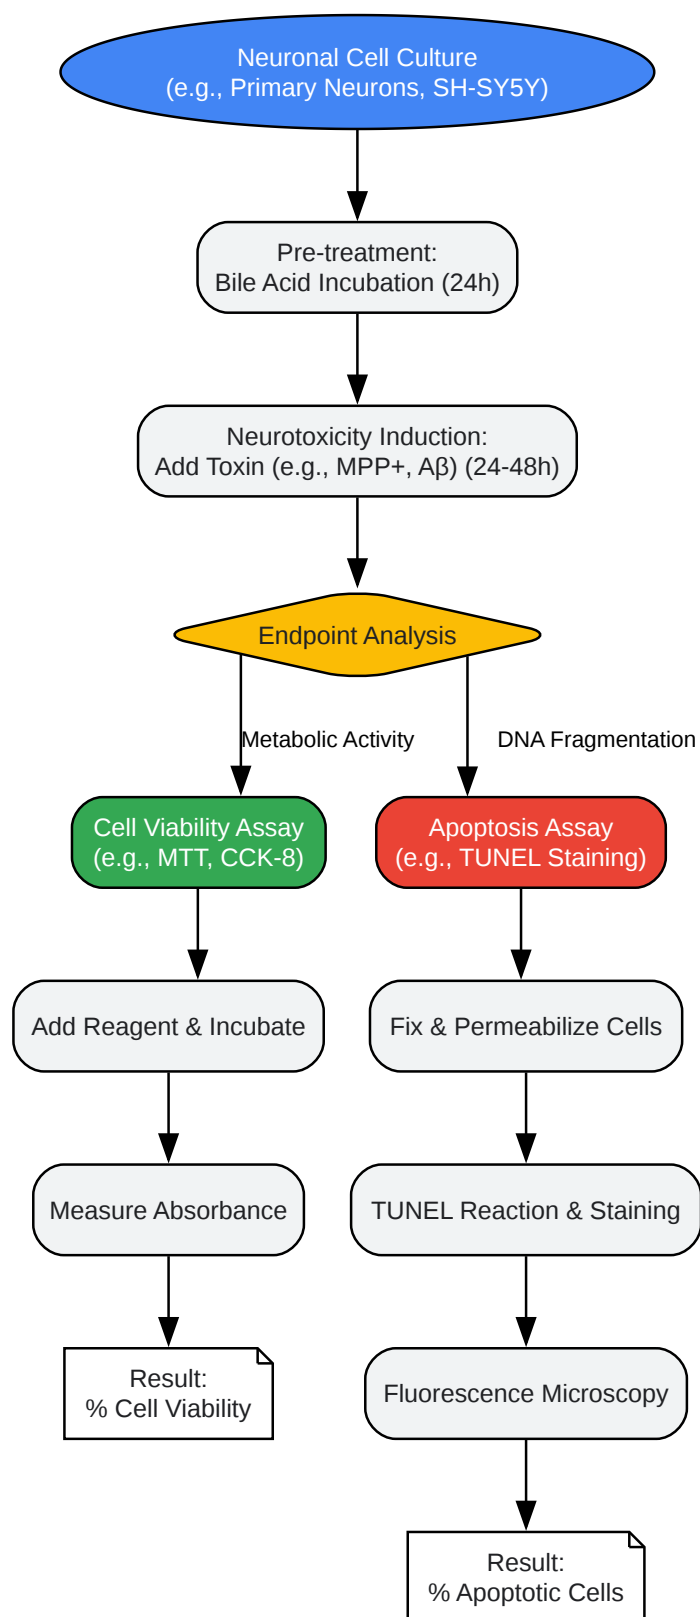 Neuronal Cell Culture
(e.g., Primary Neurons, SH-SY5Y)
Pre-treatment:
Bile Acid Incubation (24h)
Neurotoxicity Induction:
Add Toxin (e.g., MPP+, Aβ) (24-48h)
Endpoint Analysis
Metabolic Activity
DNA Fragmentation
Cell Viability Assay
(e.g., MTT, CCK-8)
Apoptosis Assay
(e.g., TUNEL Staining)
Add Reagent & Incubate
Fix & Permeabilize Cells
Measure Absorbance
TUNEL Reaction & Staining
Result:
% Cell Viability
Fluorescence Microscopy
Result:
% Apoptotic Cells